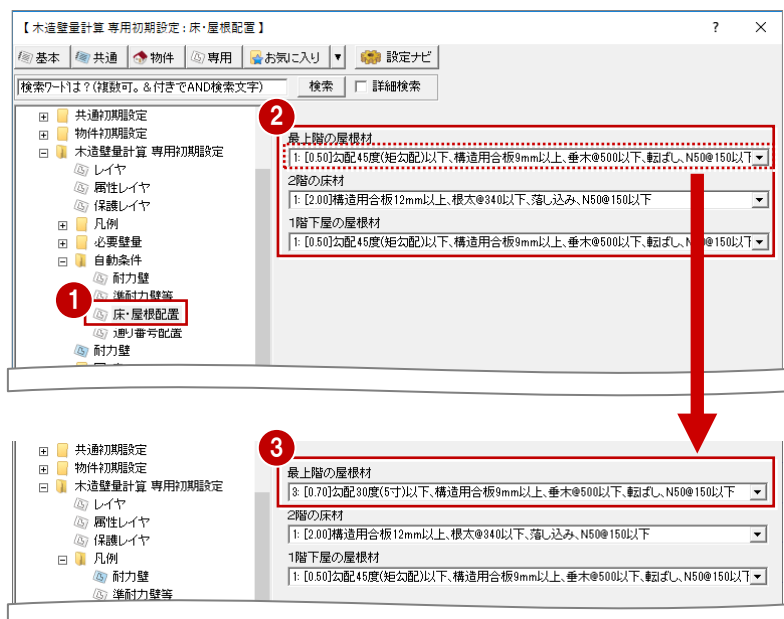 【 木造壁量計算 専用初期設定 : 床・屋根配置 】 ? ×
基本 共通 物件 専用 お気に入り ▼ 設定ナビ
検索ワードは?(複数可。&付きでAND検索文字) 検索 詳細検索
共通初期設定
物件初期設定
木造壁量計算 専用初期設定
レイヤ
属性レイヤ
保護レイヤ
凡例
必要壁量
自動条件
耐力壁
準耐力壁等
1
床・屋根配置
通り番号配置
耐力壁
2
最上階の屋根材
1: [0.50]勾配45度(矩勾配)以下、構造用合板9mm以上、垂木@500以下、転ばし、N50@150以下
2階の床材
1: [2.00]構造用合板12mm以上、根太@340以下、落し込み、N50@150以下
1階下屋の屋根材
1: [0.50]勾配45度(矩勾配)以下、構造用合板9mm以上、垂木@500以下、転ばし、N @150以下
共通初期設定
物件初期設定
木造壁量計算 専用初期設定
レイヤ
属性レイヤ
保護レイヤ
凡例
耐力壁
準耐力壁等
3
最上階の屋根材
3: [0.70]勾配30度(5寸)以下、構造用合板9mm以上、垂木@500以下、転ばし、N50@150以下
2階の床材
1: [2.00]構造用合板12mm以上、根太@340以下、落し込み、N50@150以下
1階下屋の屋根材
1: [0.50]勾配45度(矩勾配)以下、構造用合板9mm以上、垂木@500以下、転ばし、N50@150以下